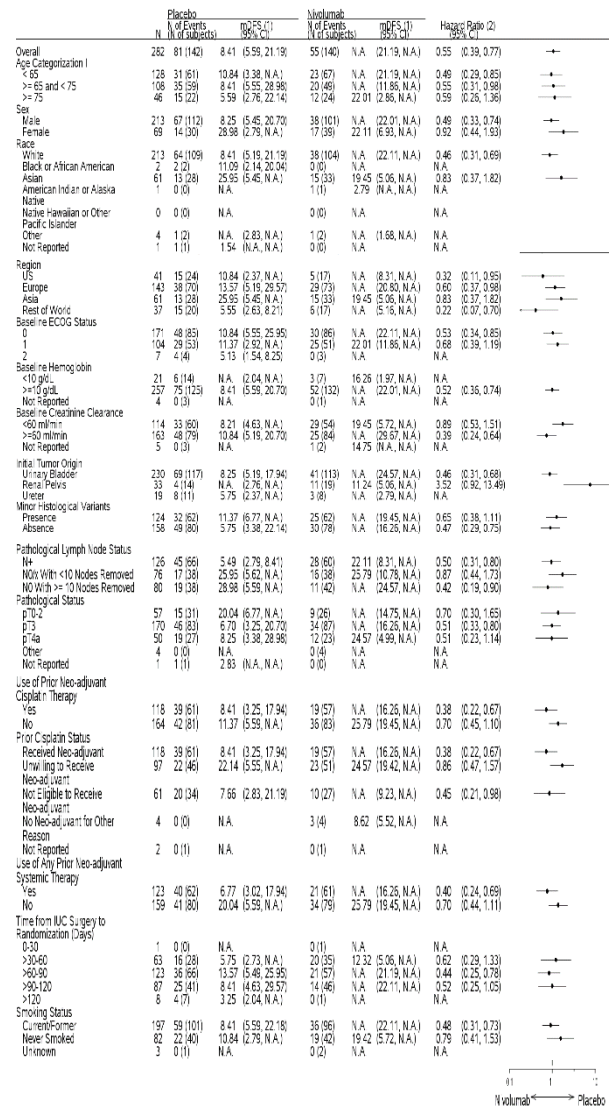 Placebo Nivolumab
N of Events mDFS (1) N of Events mDFS (1) Hazard Ratio (2)
N (N of subjects) (95% CI) (N of subjects) (95% CI) (95% CI)
Overall 282 81 (142) 8.41 (5.59, 21.19) 55 (140) N.A. (21.19, N.A.) 0.55 (0.39, 0.77)
Age Categorization I
< 65 128 31 (61) 10.84 (3.38, N.A.) 23 (67) N.A. (21.19, N.A.) 0.49 (0.29, 0.85)
>= 65 and < 75 108 35 (59) 8.41 (5.55, 28.98) 20 (49) N.A. (11.86, N.A.) 0.55 (0.31, 0.98)
>= 75 46 15 (22) 5.59 (2.76, 22.14) 12 (24) 22.01 (2.86, N.A.) 0.59 (0.26, 1.36)
Sex
Male 213 67 (112) 8.25 (5.45, 20.70) 38 (101) N.A. (22.01, N.A.) 0.49 (0.33, 0.74)
Female 69 14 (30) 28.98 (2.79, N.A.) 17 (39) 22.11 (6.93, N.A.) 0.92 (0.44, 1.93)
Race
White 213 64 (109) 8.41 (5.19, 21.19) 38 (104) N.A. (22.11, N.A.) 0.46 (0.31, 0.69)
Black or African American 2 2 (2) 11.09 (2.14, 20.04) 0 (0) N.A.
Asian 61 13 (28) 25.95 (5.45, N.A.) 15 (33) 19.45 (5.06, N.A.) 0.83 (0.37, 1.82)
American Indian or Alaska 1 0 (0) N.A. 1 (1) 2.79 (N.A., N.A.)
Native
Native Hawaiian or Other 0 0 (0) N.A. 0 (0) N.A.
Pacific Islander
Other 4 1 (2) N.A. (2.83, N.A.) 1 (2) N.A. (1.68, N.A.)
Not Reported 1 1 (1) 1.54 (N.A., N.A.) 0 (0) N.A.
Region
US 41 15 (24) 10.84 (2.37, N.A.) 5 (17) N.A. (8.31, N.A.) 0.32 (0.11, 0.95)
Europe 143 38 (70) 13.57 (5.19, 29.57) 29 (73) N.A. (20.80, N.A.) 0.60 (0.37, 0.98)
Asia 61 13 (28) 25.95 (5.45, N.A.) 15 (33) 19.45 (5.06, N.A.) 0.83 (0.37, 1.82)
Rest of World 37 15 (20) 5.55 (2.63, 8.21) 6 (17) N.A. (5.16, N.A.) 0.22 (0.07, 0.70)
Baseline ECOG Status
0 171 48 (85) 10.84 (5.55, 25.95) 30 (86) N.A. (22.11, N.A.) 0.53 (0.34, 0.85)
1 104 29 (53) 11.37 (2.92, N.A.) 25 (51) 22.01 (11.86, N.A.) 0.68 (0.39, 1.19)
2 7 4 (4) 5.13 (1.54, 8.25) 0 (3) N.A.
Baseline Hemoglobin
<10 g/dL 21 6 (14) N.A. (2.04, N.A.) 3 (7) 16.26 (1.97, N.A.)
>=10 g/dL 257 75 (125) 8.41 (5.59, 20.70) 52 (132) N.A. (22.01, N.A.) 0.52 (0.36, 0.74)
Not Reported 4 0 (3) N.A. 0 (1) N.A.
Baseline Creatinine Clearance
<60 ml/min 114 33 (60) 8.21 (4.63, N.A.) 29 (54) 19.45 (5.72, N.A.) 0.89 (0.53, 1.51)
>=60 ml/min 163 48 (79) 10.84 (5.19, 20.70) 25 (84) N.A. (29.67, N.A.) 0.39 (0.24, 0.64)
Not Reported 5 0 (3) N.A. 1 (2) 14.75 (N.A., N.A.)
Initial Tumor Origin
Urinary Bladder 230 69 (117) 8.25 (5.19, 17.94) 41 (113) N.A. (24.57, N.A.) 0.46 (0.31, 0.68)
Renal Pelvis 33 4 (14) N.A. (2.76, N.A.) 11 (19) 11.24 (5.06, N.A.) 3.52 (0.92, 13.49)
Ureter 19 8 (11) 5.75 (2.37, N.A.) 3 (8) N.A. (2.79, N.A.)
Minor Histological Variants
Presence 124 32 (62) 11.37 (6.77, N.A.) 25 (62) N.A. (19.45, N.A.) 0.65 (0.38, 1.11)
Absence 158 49 (80) 5.75 (3.38, 22.14) 30 (78) N.A. (16.26, N.A.) 0.47 (0.29, 0.75)
Pathological Lymph Node Status
N+ 126 45 (66) 5.49 (2.79, 8.41) 28 (60) 22.11 (8.31, N.A.) 0.50 (0.31, 0.80)
N0/x With <10 Nodes Removed 76 17 (38) 25.95 (5.62, N.A.) 16 (38) 25.79 (10.78, N.A.) 0.87 (0.44, 1.73)
N0 With >= 10 Nodes Removed 80 19 (38) 28.98 (5.59, N.A.) 11 (42) N.A. (24.57, N.A.) 0.42 (0.19, 0.90)
Pathological Status
pT0-2 57 15 (31) 20.04 (6.77, N.A.) 9 (26) N.A. (14.75, N.A.) 0.70 (0.30, 1.65)
pT3 170 46 (83) 6.70 (3.25, 20.70) 34 (87) N.A. (16.26, N.A.) 0.51 (0.33, 0.80)
pT4a 50 19 (27) 8.25 (3.38, 28.98) 12 (23) 24.57 (4.99, N.A.) 0.51 (0.23, 1.14)
Other 4 0 (0) N.A. 0 (4) N.A.
Not Reported 1 1 (1) 2.83 (N.A., N.A.) 0 (0) N.A.
Use of Prior Neo-adjuvant
Cisplatin Therapy
Yes 118 39 (61) 8.41 (3.25, 17.94) 19 (57) N.A. (16.26, N.A.) 0.38 (0.22, 0.67)
No 164 42 (81) 11.37 (5.59, N.A.) 36 (83) 25.79 (19.45, N.A.) 0.70 (0.45, 1.10)
Prior Cisplatin Status
Received Neo-adjuvant 118 39 (61) 8.41 (3.25, 17.94) 19 (57) N.A. (16.26, N.A.) 0.38 (0.22, 0.67)
Unwilling to Receive 97 22 (46) 22.14 (5.55, N.A.) 23 (51) 24.57 (19.42, N.A.) 0.86 (0.47, 1.57)
Neo-adjuvant
Not Eligible to Receive 61 20 (34) 7.66 (2.83, 21.19) 10 (27) N.A. (9.23, N.A.) 0.45 (0.21, 0.98)
Neo-adjuvant
No Neo-adjuvant for Other 4 0 (0) N.A. 3 (4) 8.62 (5.52, N.A.)
Reason
Not Reported 2 0 (1) N.A. 0 (1) N.A.
Use of Any Prior Neo-adjuvant
Systemic Therapy
Yes 123 40 (62) 6.77 (3.02, 17.94) 21 (61) N.A. (16.26, N.A.) 0.40 (0.24, 0.69)
No 159 41 (80) 20.04 (5.59, N.A.) 34 (79) 25.79 (19.45, N.A.) 0.70 (0.44, 1.11)
Time from IUC Surgery to
Randomization (Days)
0-30 1 0 (0) N.A. 0 (1) N.A.
>30-60 63 16 (28) 5.75 (2.73, N.A.) 20 (35) 12.32 (5.06, N.A.) 0.62 (0.29, 1.33)
>60-90 123 36 (66) 13.57 (5.49, 25.95) 21 (57) N.A. (21.19, N.A.) 0.44 (0.25, 0.78)
>90-120 87 25 (41) 8.41 (4.63, 29.57) 14 (46) N.A. (22.11, N.A.) 0.52 (0.25, 1.05)
>120 8 4 (7) 3.25 (2.04, N.A.) 0 (1) N.A.
Smoking Status
Current/Former 197 59 (101) 8.41 (5.59, 22.18) 36 (96) N.A. (22.11, N.A.) 0.48 (0.31, 0.73)
Never Smoked 82 22 (40) 10.84 (2.79, N.A.) 19 (42) 19.42 (5.72, N.A.) 0.79 (0.41, 1.53)
Unknown 3 0 (1) N.A. 0 (2) N.A.
0.1 1 10
Nivolumab Placebo